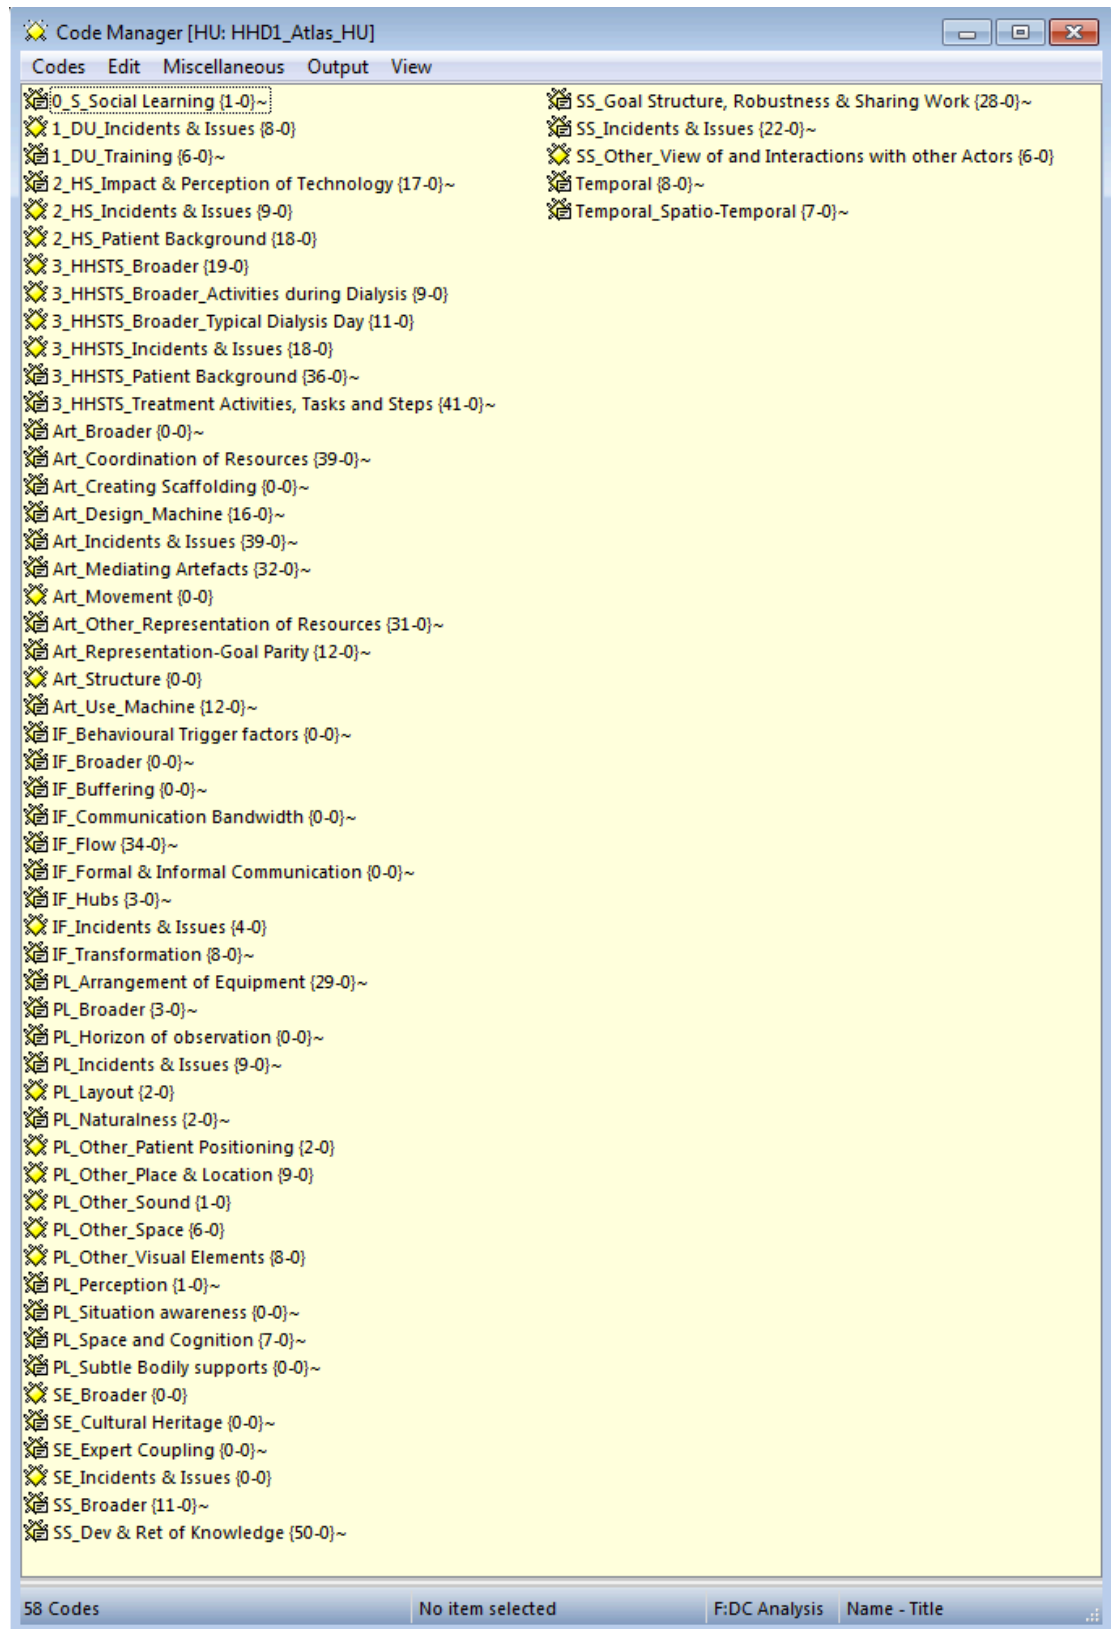 Code Manager [HU: HHD1_Atlas_HU]
Codes Edit Miscellaneous Output View
0_S_Social Learning {1-0}~
1_DU_Incidents & Issues {8-0}
1_DU_Training {6-0}~
2_HS_Impact & Perception of Technology {17-0}~
2_HS_Incidents & Issues {9-0}
2_HS_Patient Background {18-0}
3_HHSTS_Broader {19-0}
3_HHSTS_Broader_Activities during Dialysis {9-0}
3_HHSTS_Broader_Typical Dialysis Day {11-0}
3_HHSTS_Incidents & Issues {18-0}
3_HHSTS_Patient Background {36-0}~
3_HHSTS_Treatment Activities, Tasks and Steps {41-0}~
Art_Broader {0-0}~
Art_Coordination of Resources {39-0}~
Art_Creating Scaffolding {0-0}~
Art_Design_Machine {16-0}~
Art_Incidents & Issues {39-0}~
Art_Mediating Artefacts {32-0}~
Art_Movement {0-0}
Art_Other_Representation of Resources {31-0}~
Art_Representation-Goal Parity {12-0}~
Art_Structure {0-0}
Art_Use_Machine {12-0}~
IF_Behavioural Trigger factors {0-0}~
IF_Broader {0-0}~
IF_Buffering {0-0}~
IF_Communication Bandwidth {0-0}~
IF_Flow {34-0}~
IF_Formal & Informal Communication {0-0}~
IF_Hubs {3-0}~
IF_Incidents & Issues {4-0}
IF_Transformation {8-0}~
PL_Arrangement of Equipment {29-0}~
PL_Broader {3-0}~
PL_Horizon of observation {0-0}~
PL_Incidents & Issues {9-0}~
PL_Layout {2-0}
PL_Naturalness {2-0}~
PL_Other_Patient Positioning {2-0}
PL_Other_Place & Location {9-0}
PL_Other_Sound {1-0}
PL_Other_Space {6-0}
PL_Other_Visual Elements {8-0}
PL_Perception {1-0}~
PL_Situation awareness {0-0}~
PL_Space and Cognition {7-0}~
PL_Subtle Bodily supports {0-0}~
SE_Broader {0-0}
SE_Cultural Heritage {0-0}~
SE_Expert Coupling {0-0}~
SE_Incidents & Issues {0-0}
SS_Broader {11-0}~
SS_Dev & Ret of Knowledge {50-0}~
SS_Goal Structure, Robustness & Sharing Work {28-0}~
SS_Incidents & Issues {22-0}~
SS_Other_View of and Interactions with other Actors {6-0}
Temporal {8-0}~
Temporal_Spatio-Temporal {7-0}~
58 Codes No item selected F:DC Analysis Name - Title